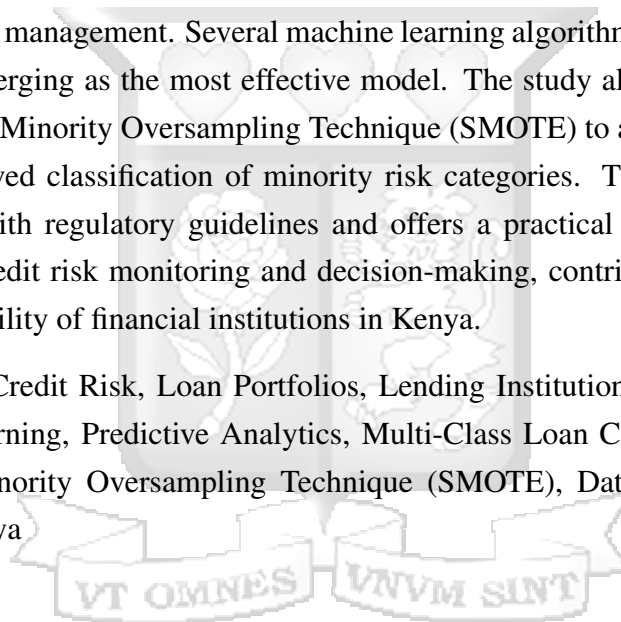 management. Several machine learning algorithm
erging as the most effective model. The study al
Minority Oversampling Technique (SMOTE) to a
ved classification of minority risk categories. T
ith regulatory guidelines and offers a practical
edit risk monitoring and decision-making, contri
ility of financial institutions in Kenya.
Credit Risk, Loan Portfolios, Lending Institution
rning, Predictive Analytics, Multi-Class Loan C
nority Oversampling Technique (SMOTE), Dat
ya
VT OMNES VNVM SINT